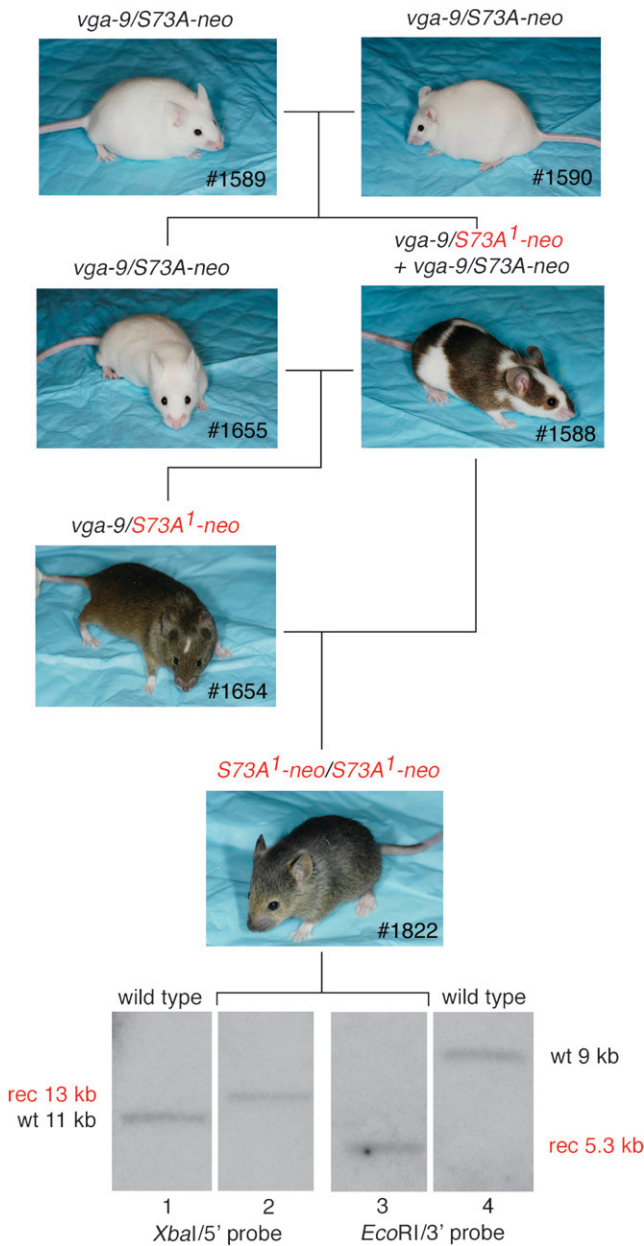 vga-9/S73A-neo
vga-9/S73A-neo
#1589
#1590
vga-9/S73A-neo
vga-9/S73A¹-neo
+ vga-9/S73A-neo
#1655
#1588
vga-9/S73A¹-neo
#1654
S73A¹-neo/S73A¹-neo
#1822
wild type
wild type
rec 13 kb
wt 11 kb
wt 9 kb
rec 5.3 kb
1
2
3
4
XbaI/5' probe
EcoRI/3' probe